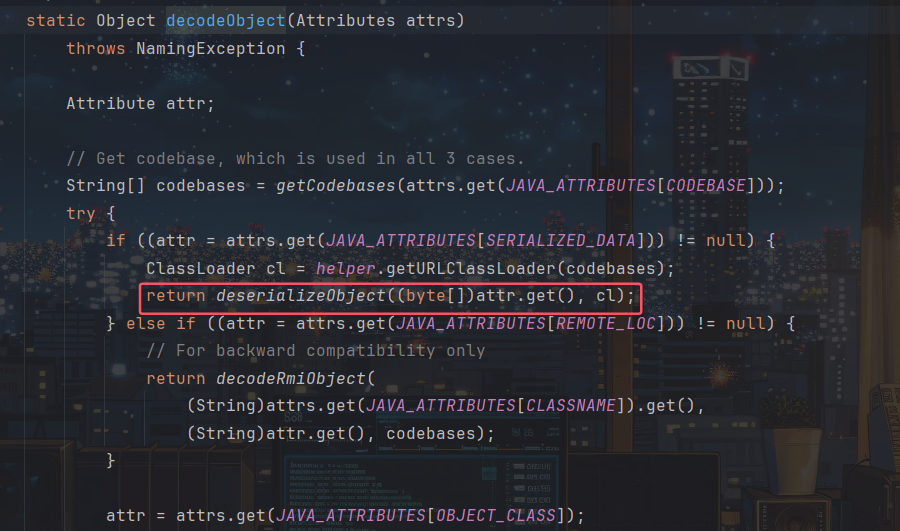 static Object decodeObject(Attributes attrs)
    throws NamingException {

    Attribute attr;

    // Get codebase, which is used in all 3 cases.
    String[] codebases = getCodebases(attrs.get(JAVA_ATTRIBUTES[CODEBASE]));
    try {
        if ((attr = attrs.get(JAVA_ATTRIBUTES[SERIALIZED_DATA])) != null) {
            ClassLoader cl = helper.getURLClassLoader(codebases);
            return deserializeObject((byte[])attr.get(), cl);
        } else if ((attr = attrs.get(JAVA_ATTRIBUTES[REMOTE_LOC])) != null) {
            // For backward compatibility only
            return decodeRmiObject(
                (String)attrs.get(JAVA_ATTRIBUTES[CLASSNAME]).get(),
                (String)attr.get(), codebases);
        }

        attr = attrs.get(JAVA_ATTRIBUTES[OBJECT_CLASS]);